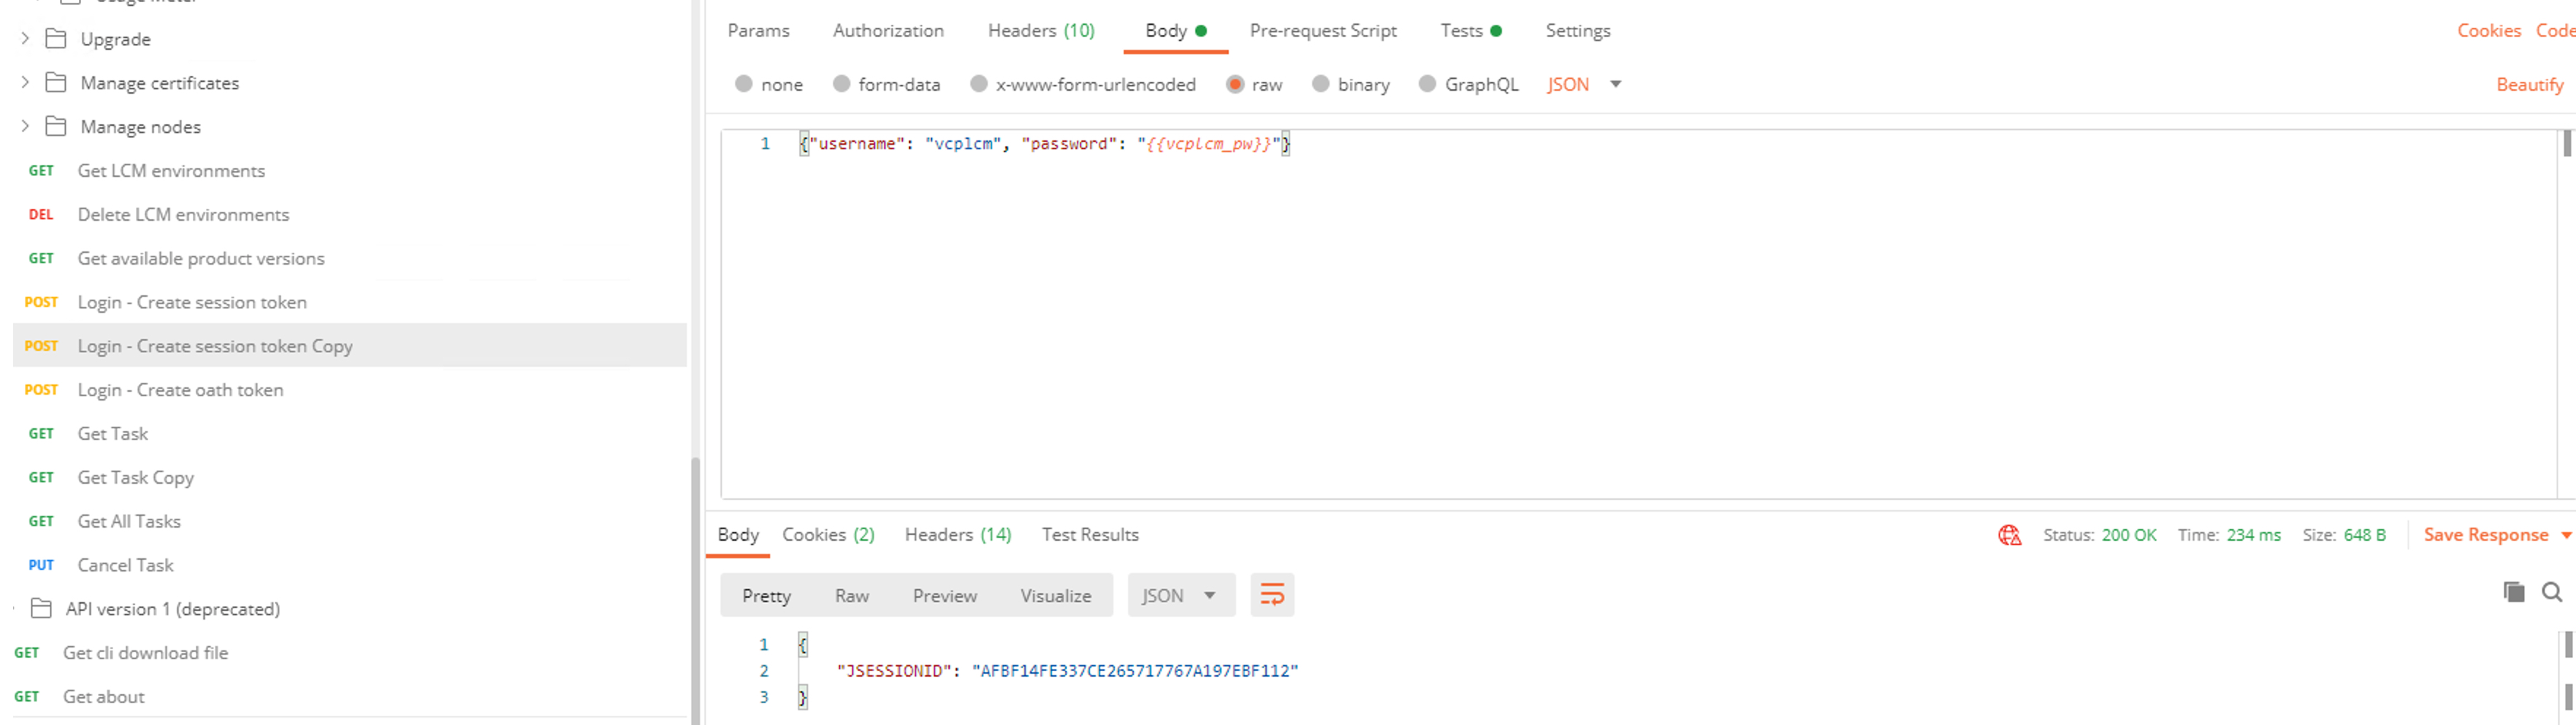 Usage Meter
Upgrade
Manage certificates
Manage nodes
GET Get LCM environments
DEL Delete LCM environments
GET Get available product versions
POST Login - Create session token
POST Login - Create session token Copy
POST Login - Create oath token
GET Get Task
GET Get Task Copy
GET Get All Tasks
PUT Cancel Task
API version 1 (deprecated)
GET Get cli download file
GET Get about
Params Authorization Headers (10) Body Pre-request Script Tests Settings Cookies Code
none form-data x-www-form-urlencoded raw binary GraphQL JSON Beautify
1 {"username": "vcplcm", "password": "{{vcplcm_pw}}"}
Body Cookies (2) Headers (14) Test Results Status: 200 OK Time: 234 ms Size: 648 B Save Response
Pretty Raw Preview Visualize JSON
1 {
2 "JSESSIONID": "AFBF14FE337CE265717767A197EBF112"
3 }